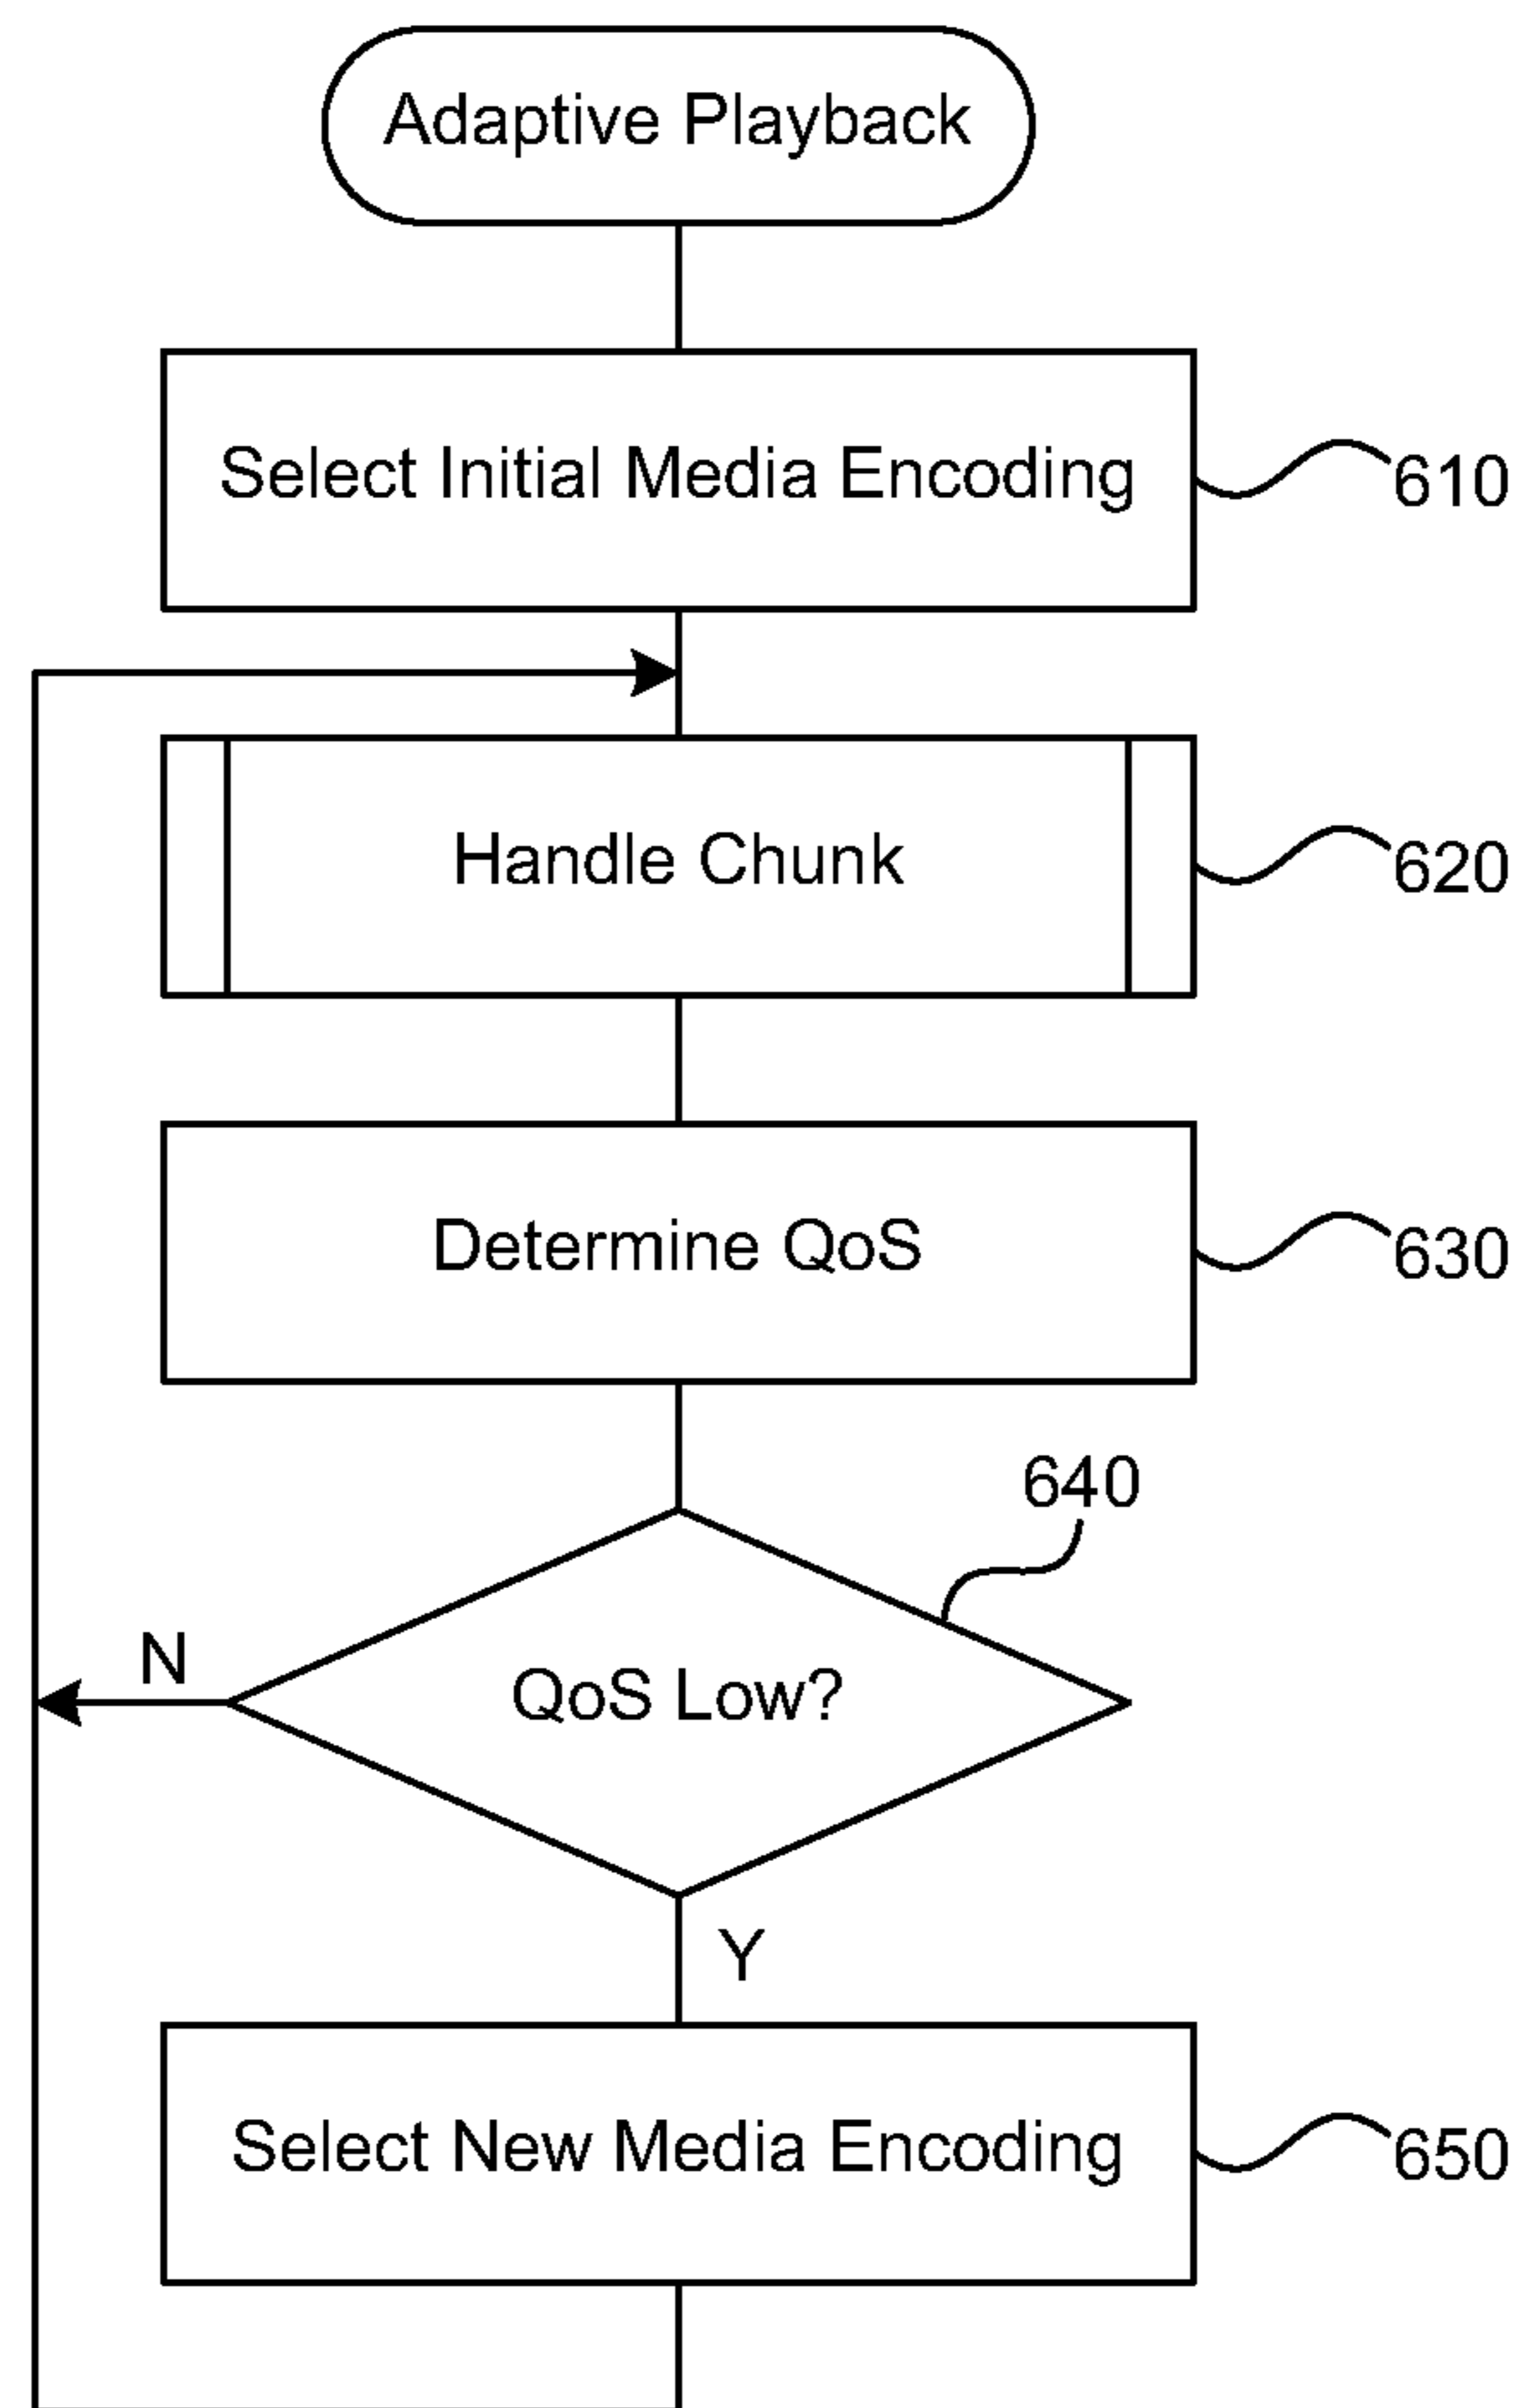 Adaptive Playback
Select Initial Media Encoding
610
Handle Chunk
620
Determine QoS
630
640
QoS Low?
N
Y
Select New Media Encoding
650